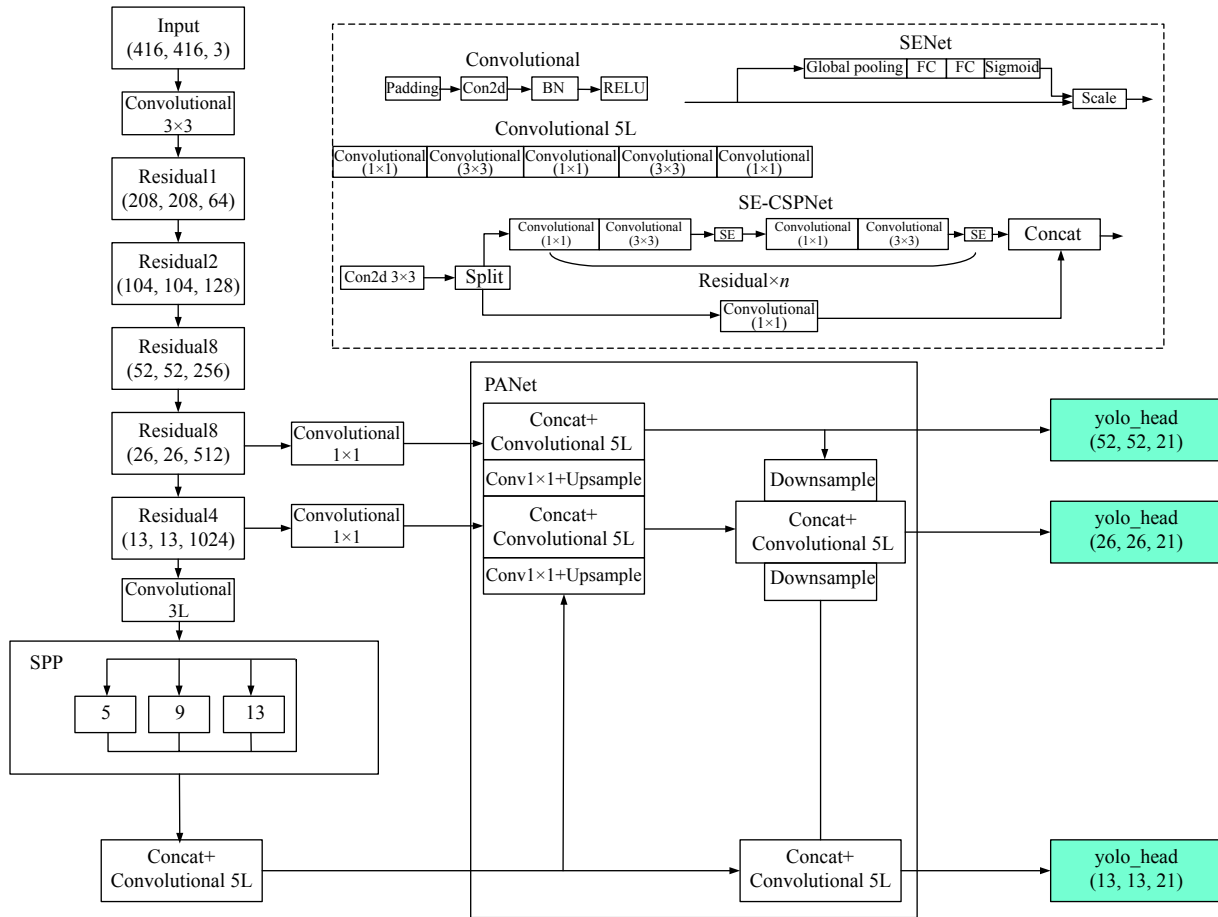 Input
(416, 416, 3)
Convolutional
3×3
Residual1
(208, 208, 64)
Residual2
(104, 104, 128)
Residual8
(52, 52, 256)
Residual8
(26, 26, 512)
Residual4
(13, 13, 1024)
Convolutional
3L
SPP
5
9
13
Concat+
Convolutional 5L
Convolutional
1×1
Convolutional
1×1
Convolutional
Padding
Con2d
BN
RELU
SENet
Global pooling
FC
FC
Sigmoid
Scale
Convolutional 5L
Convolutional
(1×1)
Convolutional
(3×3)
Convolutional
(1×1)
Convolutional
(3×3)
Convolutional
(1×1)
SE-CSPNet
Con2d 3×3
Split
Convolutional
(1×1)
Convolutional
(3×3)
SE
Convolutional
(1×1)
Convolutional
(3×3)
SE
Concat
Residual×n
Convolutional
(1×1)
PANet
Concat+
Convolutional 5L
Conv1×1+Upsample
Concat+
Convolutional 5L
Conv1×1+Upsample
Downsample
Concat+
Convolutional 5L
Downsample
Concat+
Convolutional 5L
yolo_head
(52, 52, 21)
yolo_head
(26, 26, 21)
yolo_head
(13, 13, 21)